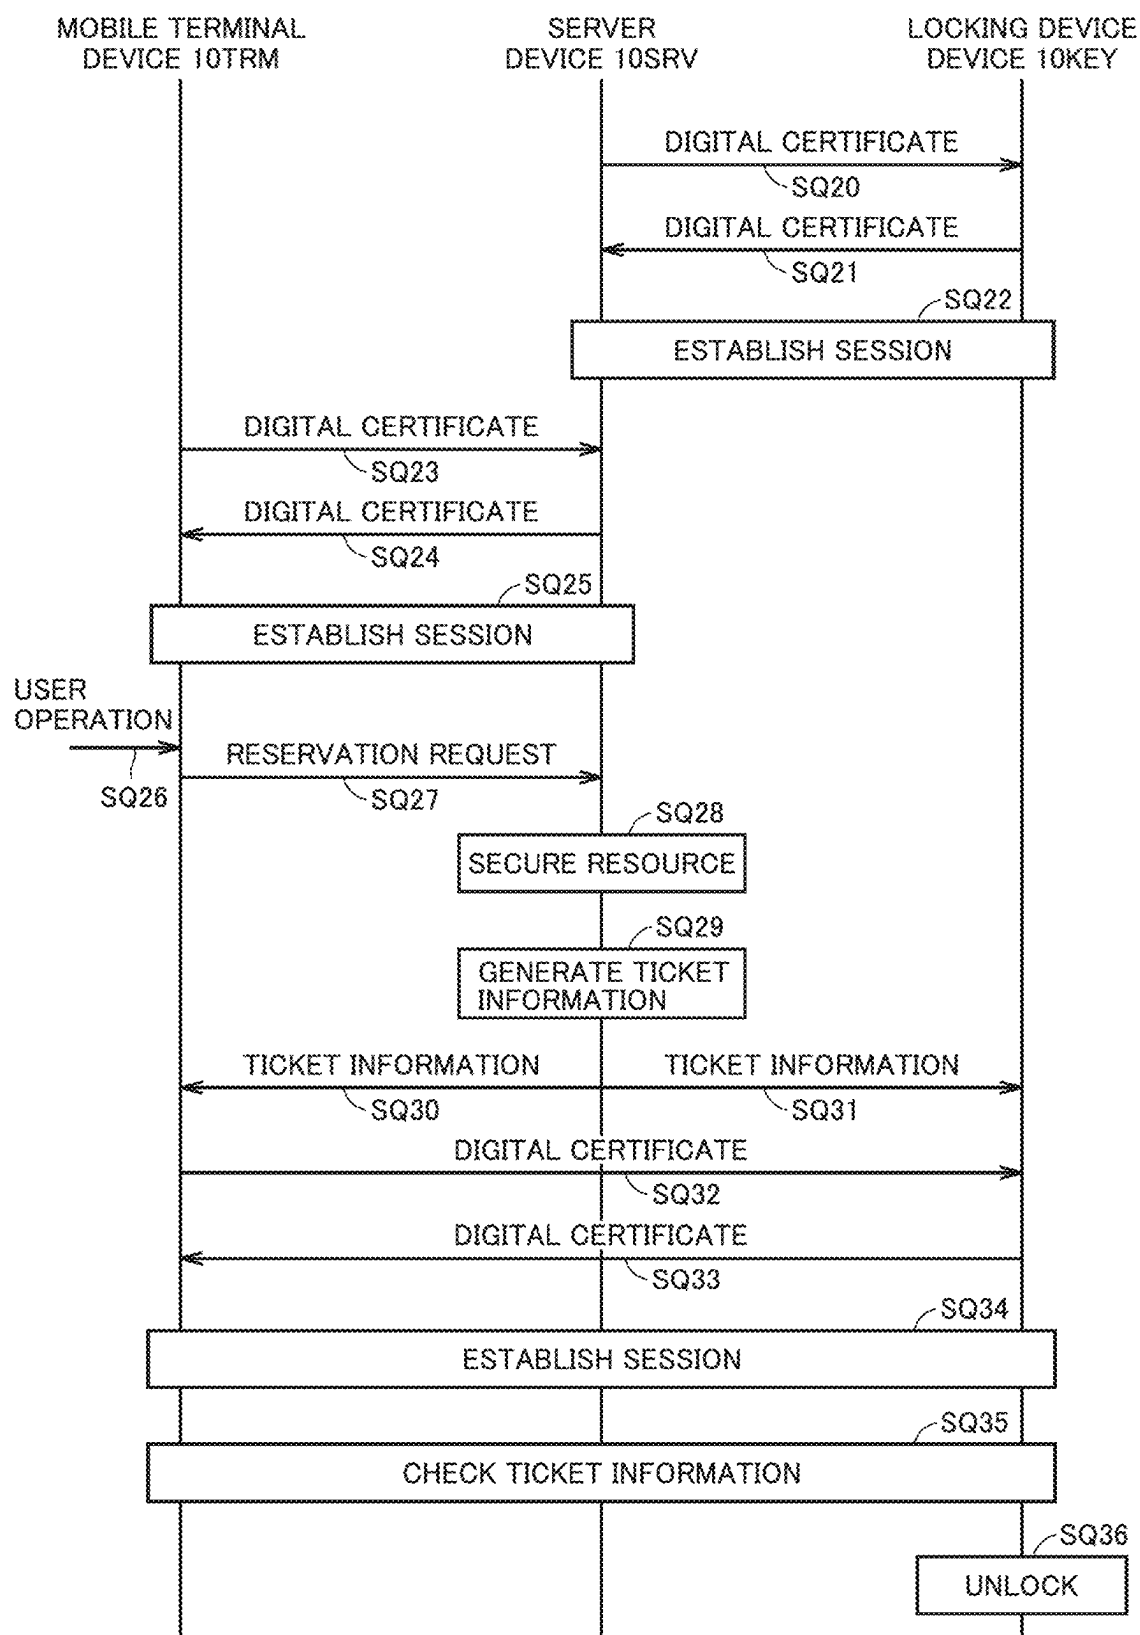 MOBILE TERMINAL
DEVICE 10TRM
SERVER
DEVICE 10SRV
LOCKING DEVICE
DEVICE 10KEY
DIGITAL CERTIFICATE
SQ20
DIGITAL CERTIFICATE
SQ21
SQ22
ESTABLISH SESSION
DIGITAL CERTIFICATE
SQ23
DIGITAL CERTIFICATE
SQ24
SQ25
ESTABLISH SESSION
USER
OPERATION
SQ26
RESERVATION REQUEST
SQ27
SQ28
SECURE RESOURCE
SQ29
GENERATE TICKET
INFORMATION
TICKET INFORMATION
SQ30
TICKET INFORMATION
SQ31
DIGITAL CERTIFICATE
SQ32
DIGITAL CERTIFICATE
SQ33
SQ34
ESTABLISH SESSION
SQ35
CHECK TICKET INFORMATION
SQ36
UNLOCK